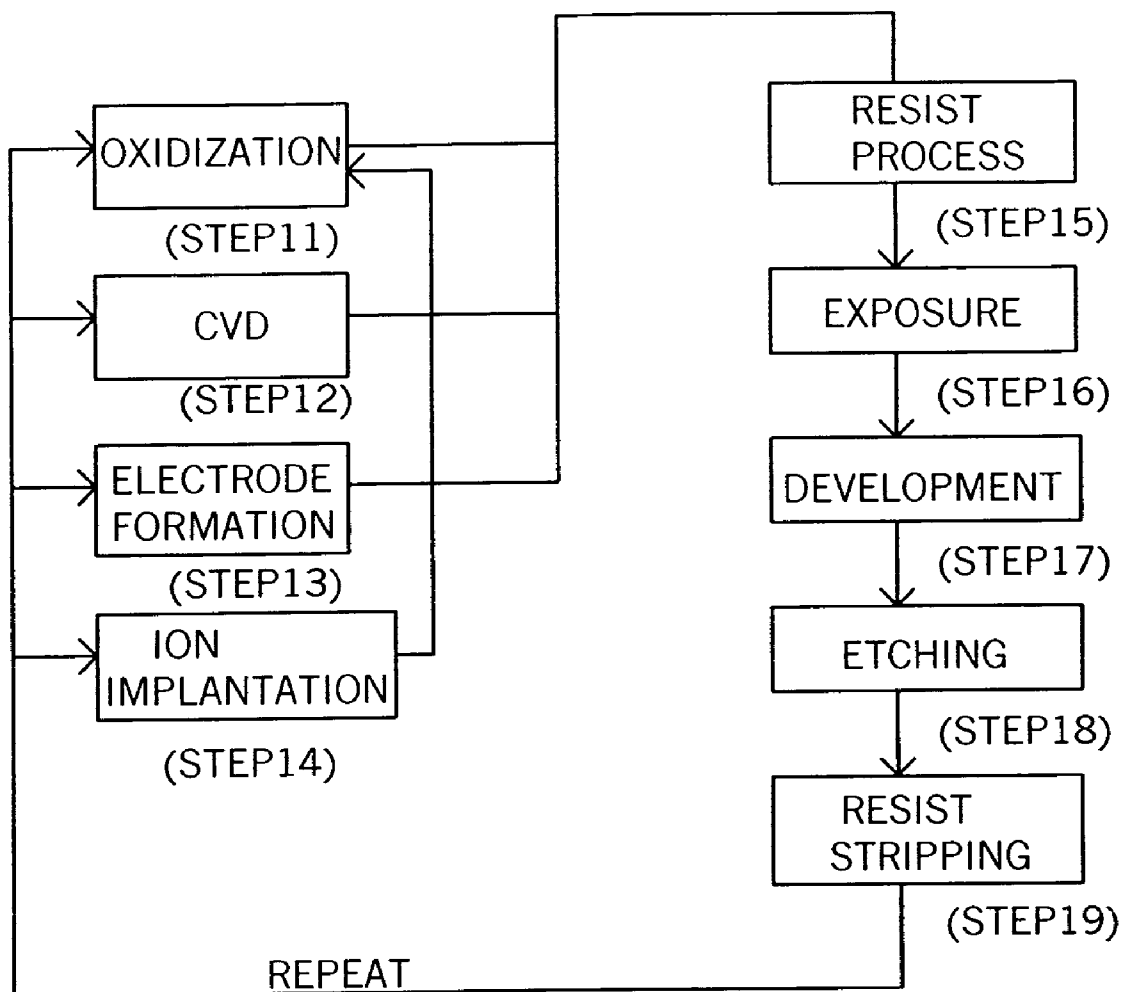 OXIDIZATION
(STEP11)
CVD
(STEP12)
ELECTRODE
FORMATION
(STEP13)
ION
IMPLANTATION
(STEP14)
RESIST
PROCESS
(STEP15)
EXPOSURE
(STEP16)
DEVELOPMENT
(STEP17)
ETCHING
(STEP18)
RESIST
STRIPPING
(STEP19)
REPEAT